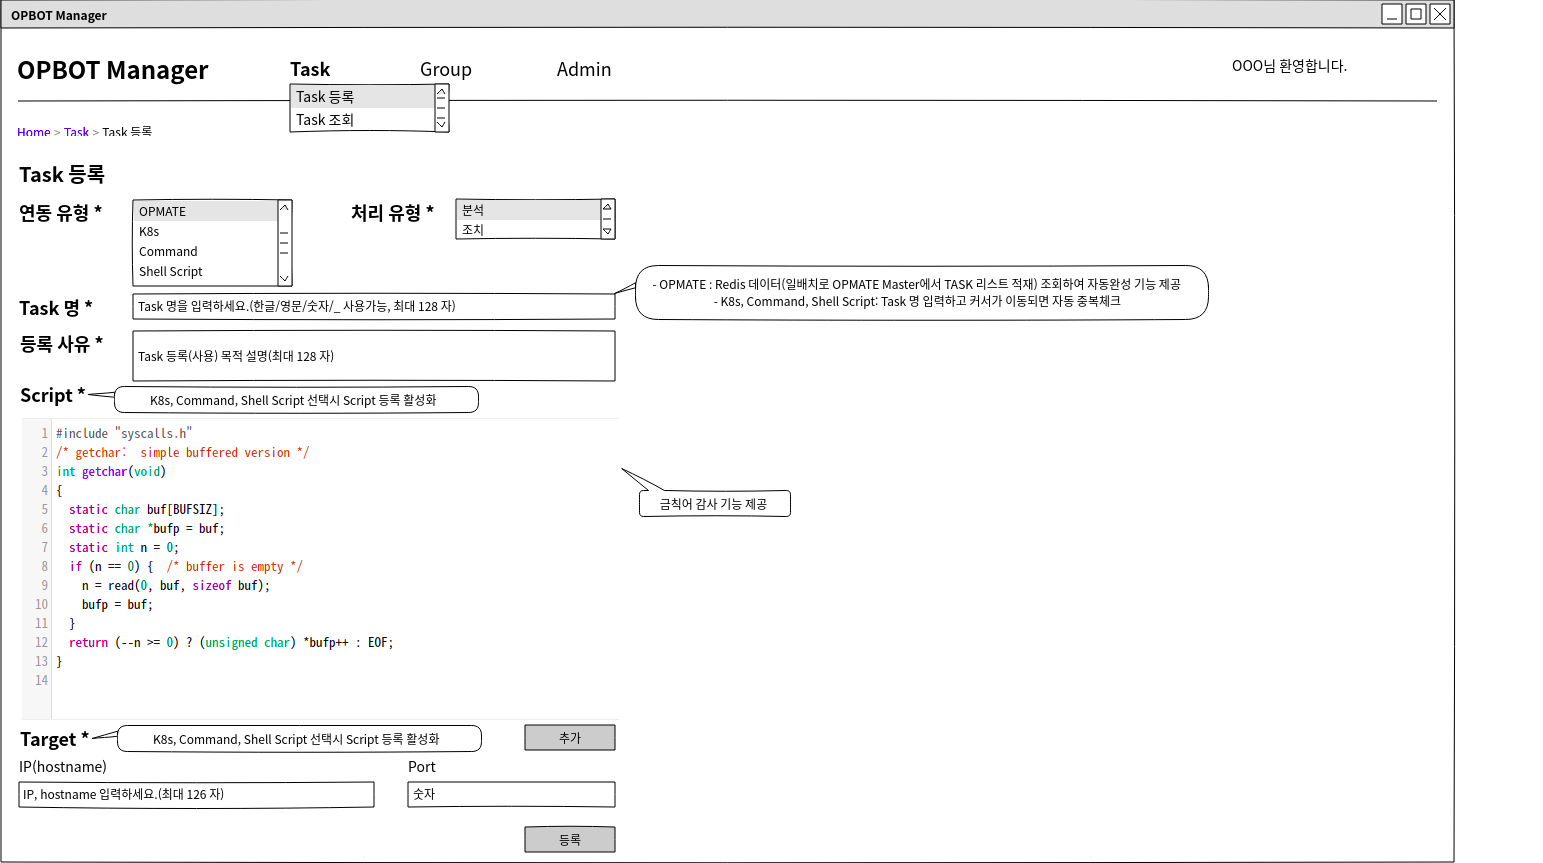 OPBOT Manager
OPBOT Manager
Task
Group
Admin
OOO님 환영합니다.
Task 등록
Task 조회
Home > Task > Task 등록
Task 등록
연동 유형 *
OPMATE
K8s
Command
Shell Script
처리 유형 *
분석
조치
- OPMATE : Redis 데이터(일배치로 OPMATE Master에서 TASK 리스트 적재) 조회하여 자동완성 기능 제공
- K8s, Command, Shell Script: Task 명 입력하고 커서가 이동되면 자동 중복체크
Task 명 *
Task 명을 입력하세요.(한글/영문/숫자/_ 사용가능, 최대 128 자)
등록 사유 *
Task 등록(사용) 목적 설명(최대 128 자)
Script *
K8s, Command, Shell Script 선택시 Script 등록 활성화
1 #include "syscalls.h"
2 /* getchar:  simple buffered version */
3 int getchar(void)
4 {
5   static char buf[BUFSIZ];
6   static char *bufp = buf;
7   static int n = 0;
8   if (n == 0) {  /* buffer is empty */
9     n = read(0, buf, sizeof buf);
10     bufp = buf;
11   }
12   return (--n >= 0) ? (unsigned char) *bufp++ : EOF;
13 }
14
금칙어 감사 기능 제공
Target *
K8s, Command, Shell Script 선택시 Script 등록 활성화
추가
IP(hostname)
Port
IP, hostname 입력하세요.(최대 126 자)
숫자
등록